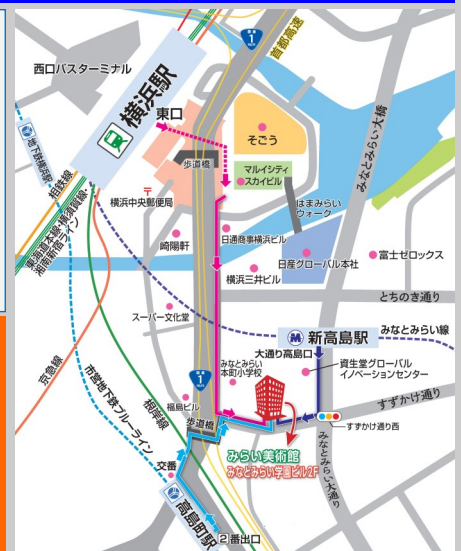 国道
1
ROUTE
首都高速
西口バスターミナル
横浜駅
東口
そごう
みなとみらい大橋
地下鉄横浜駅
歩道橋
マルイシティ
スカイビル
相鉄線
〒
横浜中央郵便局
はまみらい
ウォーク
東海道本線・横須賀線・
湘南新宿ライン
崎陽軒
日通商事横浜ビル
日産グローバル本社
富士ゼロックス
横浜三井ビル
とちのき通り
スーパー文化堂
新高島駅
みなとみらい線
大通り高島口
京急線
みなとみらい
本町小学校
資生堂グローバル
イノベーションセンター
1
市営地下鉄ブルーライン
根岸線
福島ビル
すずかけ通り
歩道橋
すずかけ通り西
みらい美術館
みなとみらい学園ビル2F
交番
みなとみらい大通り
高島町駅
2番出口